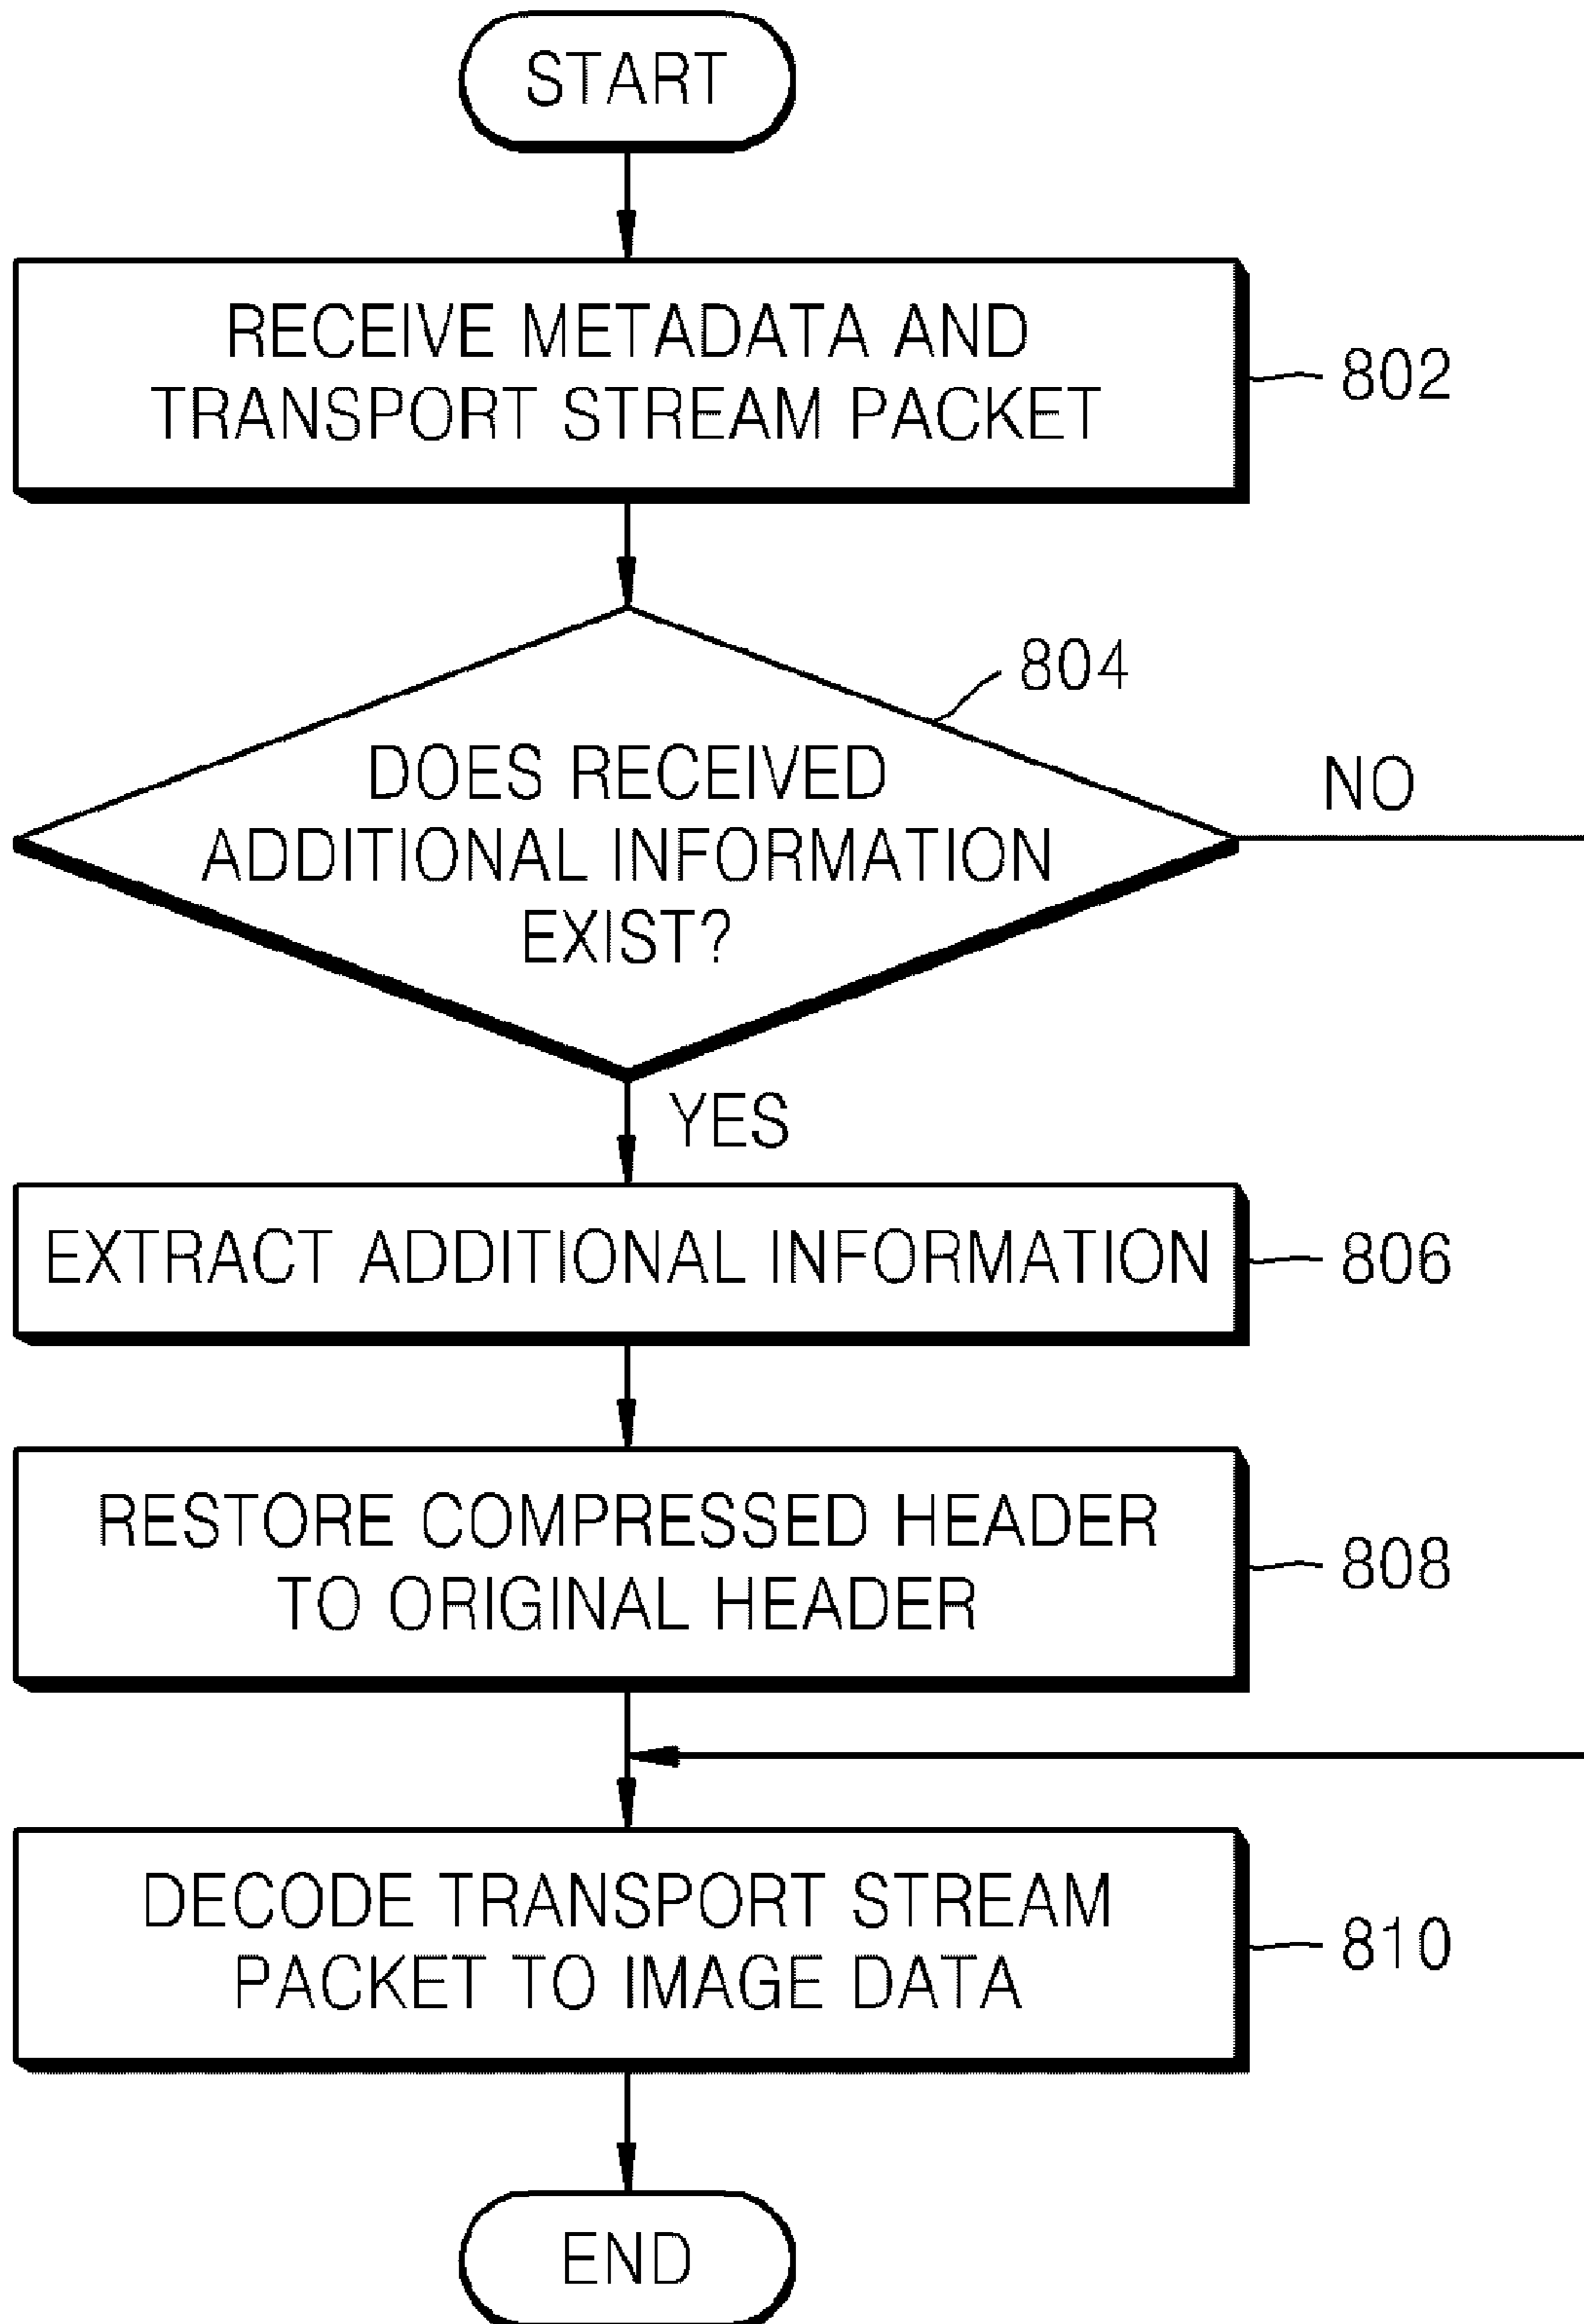 START
RECEIVE METADATA AND
TRANSPORT STREAM PACKET
802
804
DOES RECEIVED
ADDITIONAL INFORMATION
EXIST?
NO
YES
EXTRACT ADDITIONAL INFORMATION
806
RESTORE COMPRESSED HEADER
TO ORIGINAL HEADER
808
DECODE TRANSPORT STREAM
PACKET TO IMAGE DATA
810
END